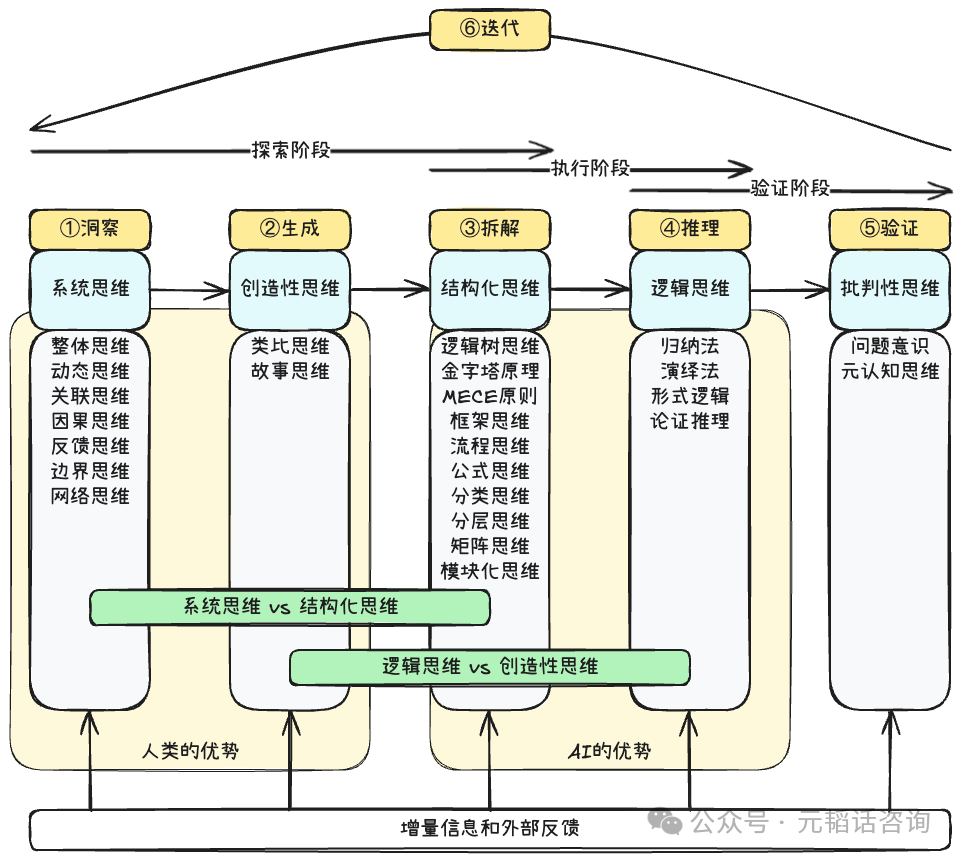 ⑥迭代
探索阶段
执行阶段
验证阶段
①洞察
②生成
③拆解
④推理
⑤验证
系统思维
创造性思维
结构化思维
逻辑思维
批判性思维
整体思维
动态思维
关联思维
因果思维
反馈思维
边界思维
网络思维
类比思维
故事思维
逻辑树思维
金字塔原理
MECE原则
框架思维
流程思维
公式思维
分类思维
分层思维
矩阵思维
模块化思维
归纳法
演绎法
形式逻辑
论证推理
问题意识
元认知思维
系统思维 vs 结构化思维
逻辑思维 vs 创造性思维
人类的优势
AI的优势
增量信息和外部反馈
公众号 · 元韬话咨询